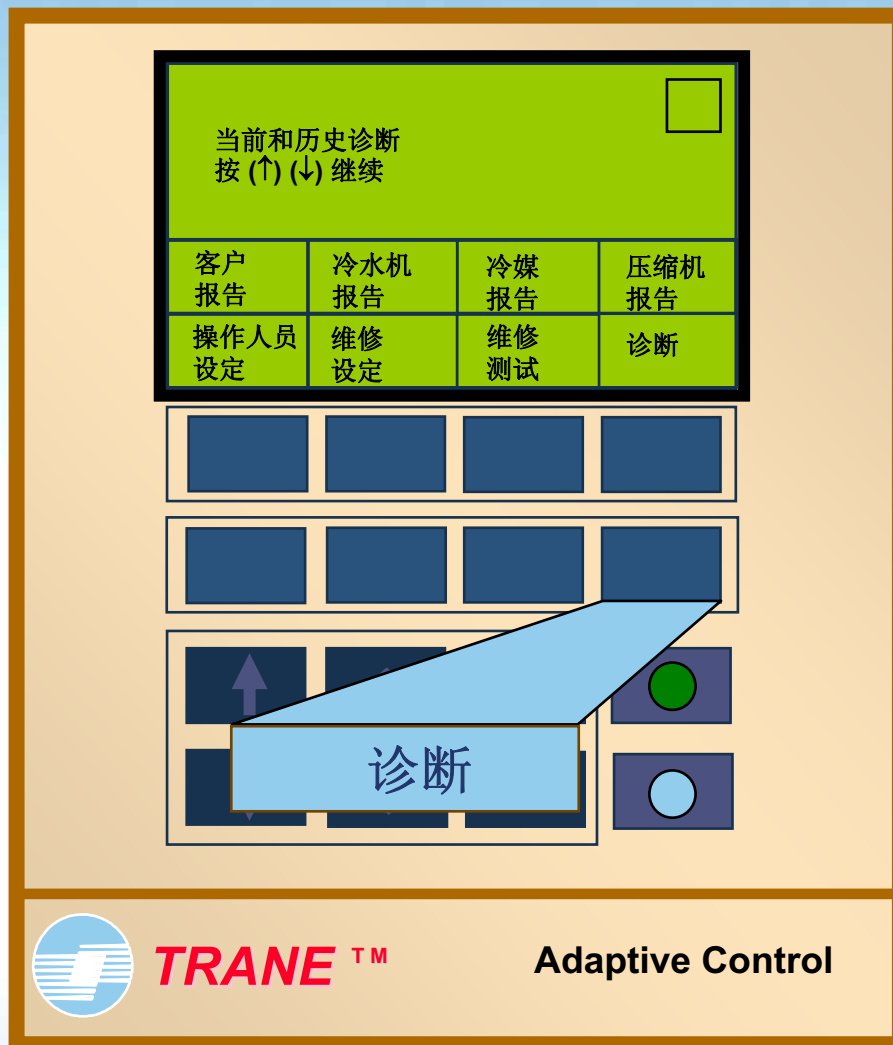 当前和历史诊断
按 (↑) (↓) 继续
客户
报告
冷水机
报告
冷媒
报告
压缩机
报告
操作人员
设定
维修
设定
维修
测试
诊断
诊断
TRANE TM
Adaptive Control